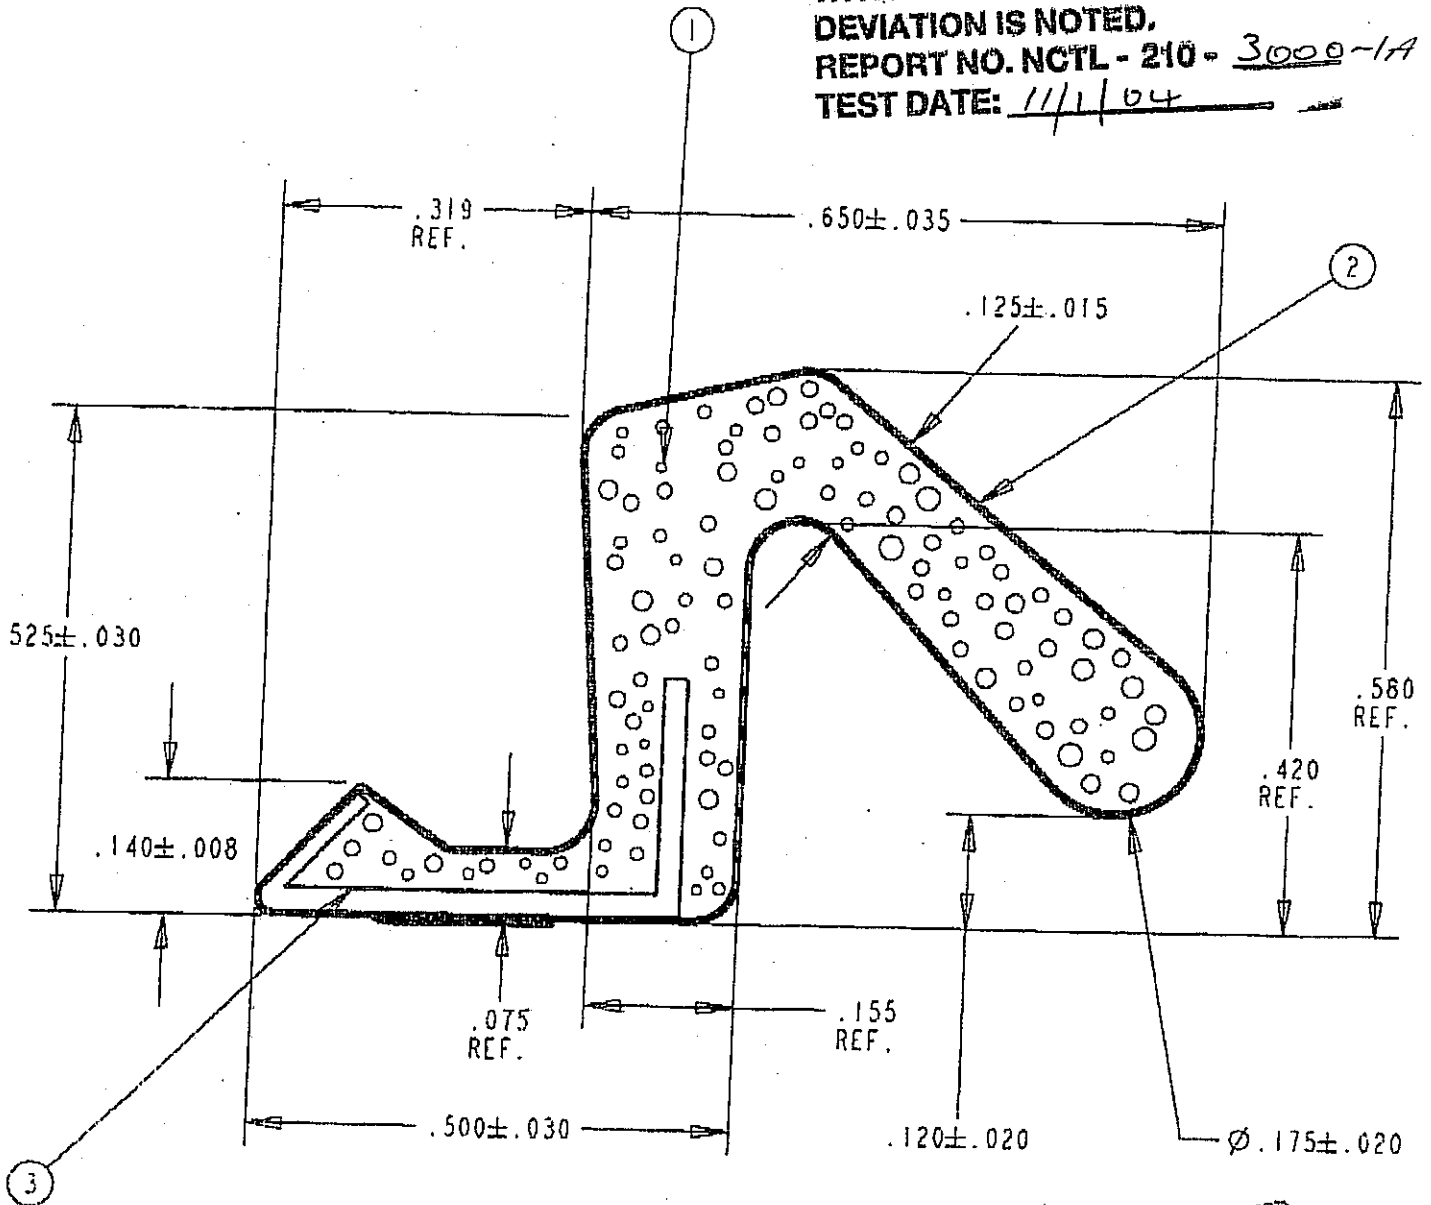 DEVIATION IS NOTED.
REPORT NO. NCTL - 210 - 3000-1A
TEST DATE: 11/1/04
1
.319
REF.
.650±.035
2
.125±.015
525±.030
.580
REF.
.420
REF.
.140±.008
.075
REF.
.155
REF.
.500±.030
.120±.020
Ø.175±.020
3